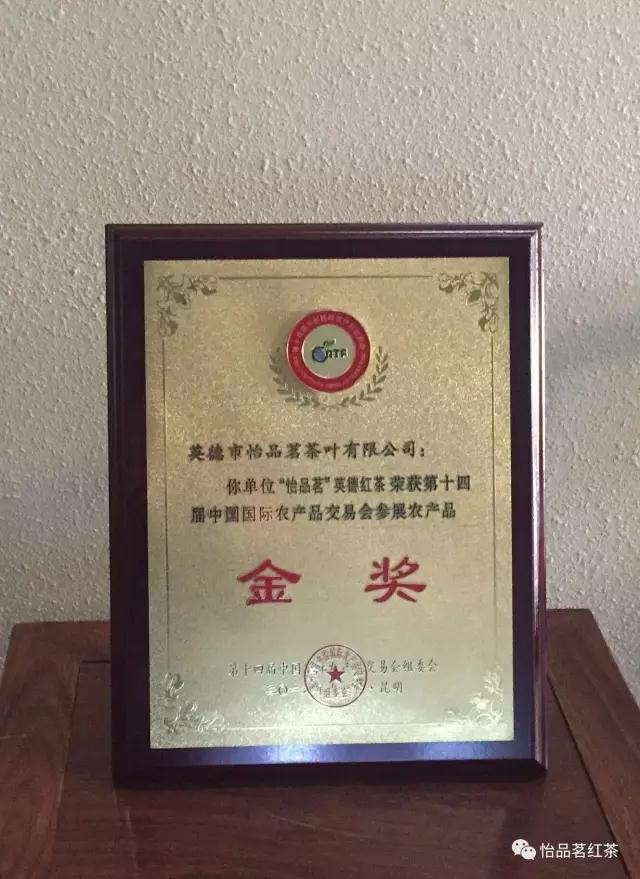 英德市怡品茗茶叶有限公司：
你单位“怡品茗”英德红茶 荣获第十四
届中国国际农产品交易会参展农产品
金 奖
第十四届中国 交易会组委会
二〇一 · 昆明
怡品茗红茶